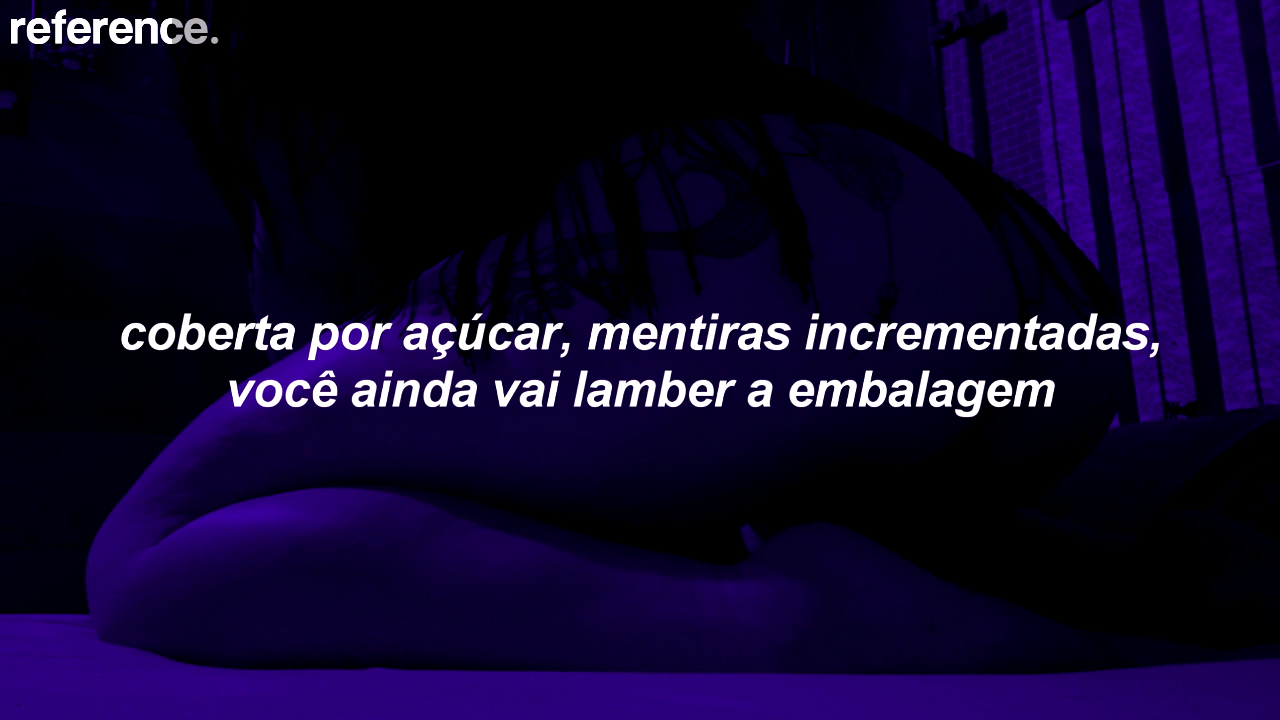 reference.
coberta por açúcar, mentiras incrementadas,
você ainda vai lamber a embalagem